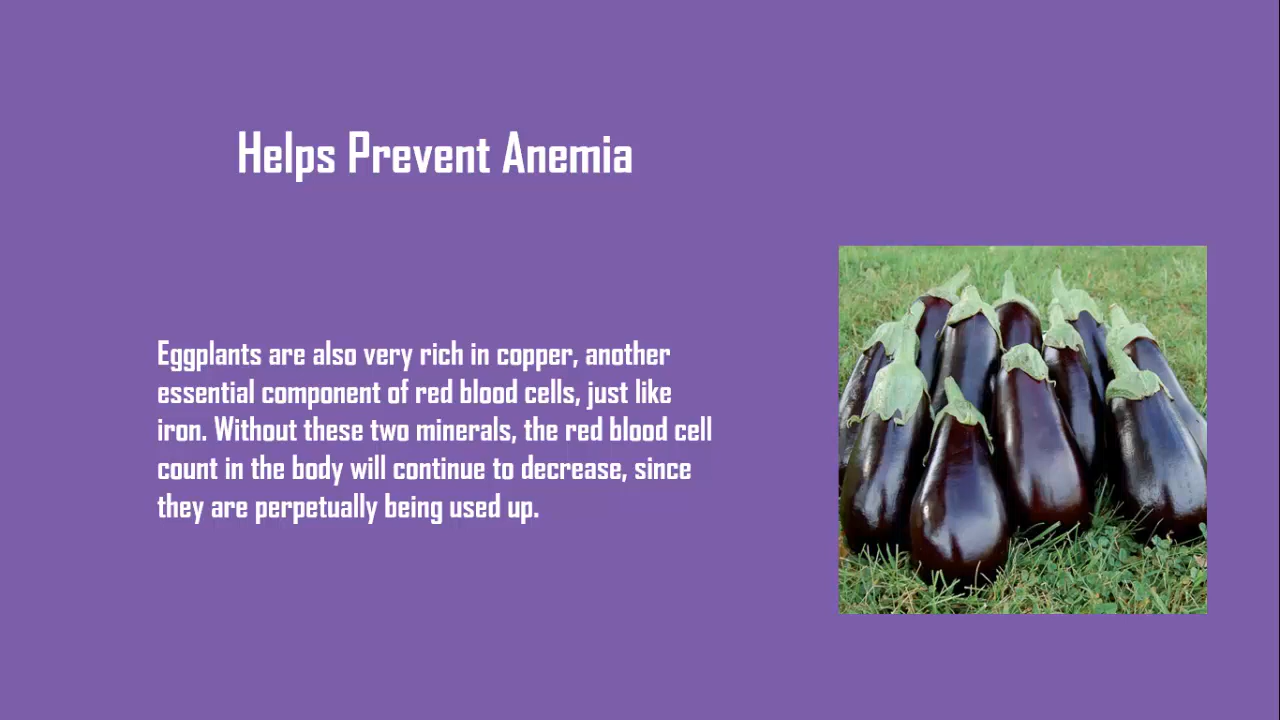 Helps Prevent Anemia
Eggplants are also very rich in copper, another
essential component of red blood cells, just like
iron. Without these two minerals, the red blood cell
count in the body will continue to decrease, since
they are perpetually being used up.